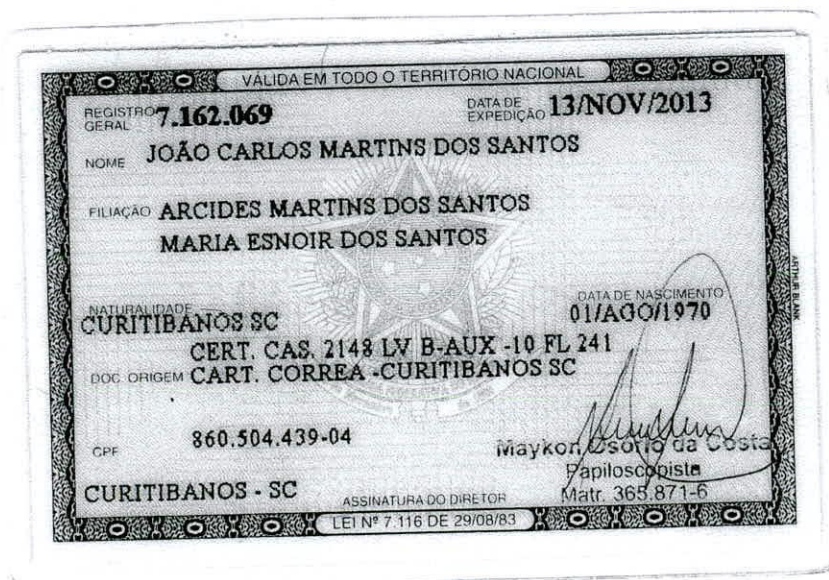 VÁLIDA EM TODO O TERRITÓRIO NACIONAL
REGISTRO GERAL 7.162.069 DATA DE EXPEDIÇÃO 13/NOV/2013
NOME JOÃO CARLOS MARTINS DOS SANTOS
FILIAÇÃO ARCIDES MARTINS DOS SANTOS
MARIA ESNOIR DOS SANTOS
NATURALIDADE DATA DE NASCIMENTO
CURITIBANOS SC 01/AGO/1970
CERT. CAS. 2148 LV B-AUX -10 FL 241
DOC ORIGEM CART. CORREA -CURITIBANOS SC
CPF 860.504.439-04
Maykon Osório da Costa
Papiloscopista
CURITIBANOS - SC ASSINATURA DO DIRETOR Matr. 365.871-6
LEI Nº 7.116 DE 29/08/83
ARTHUR BLANK